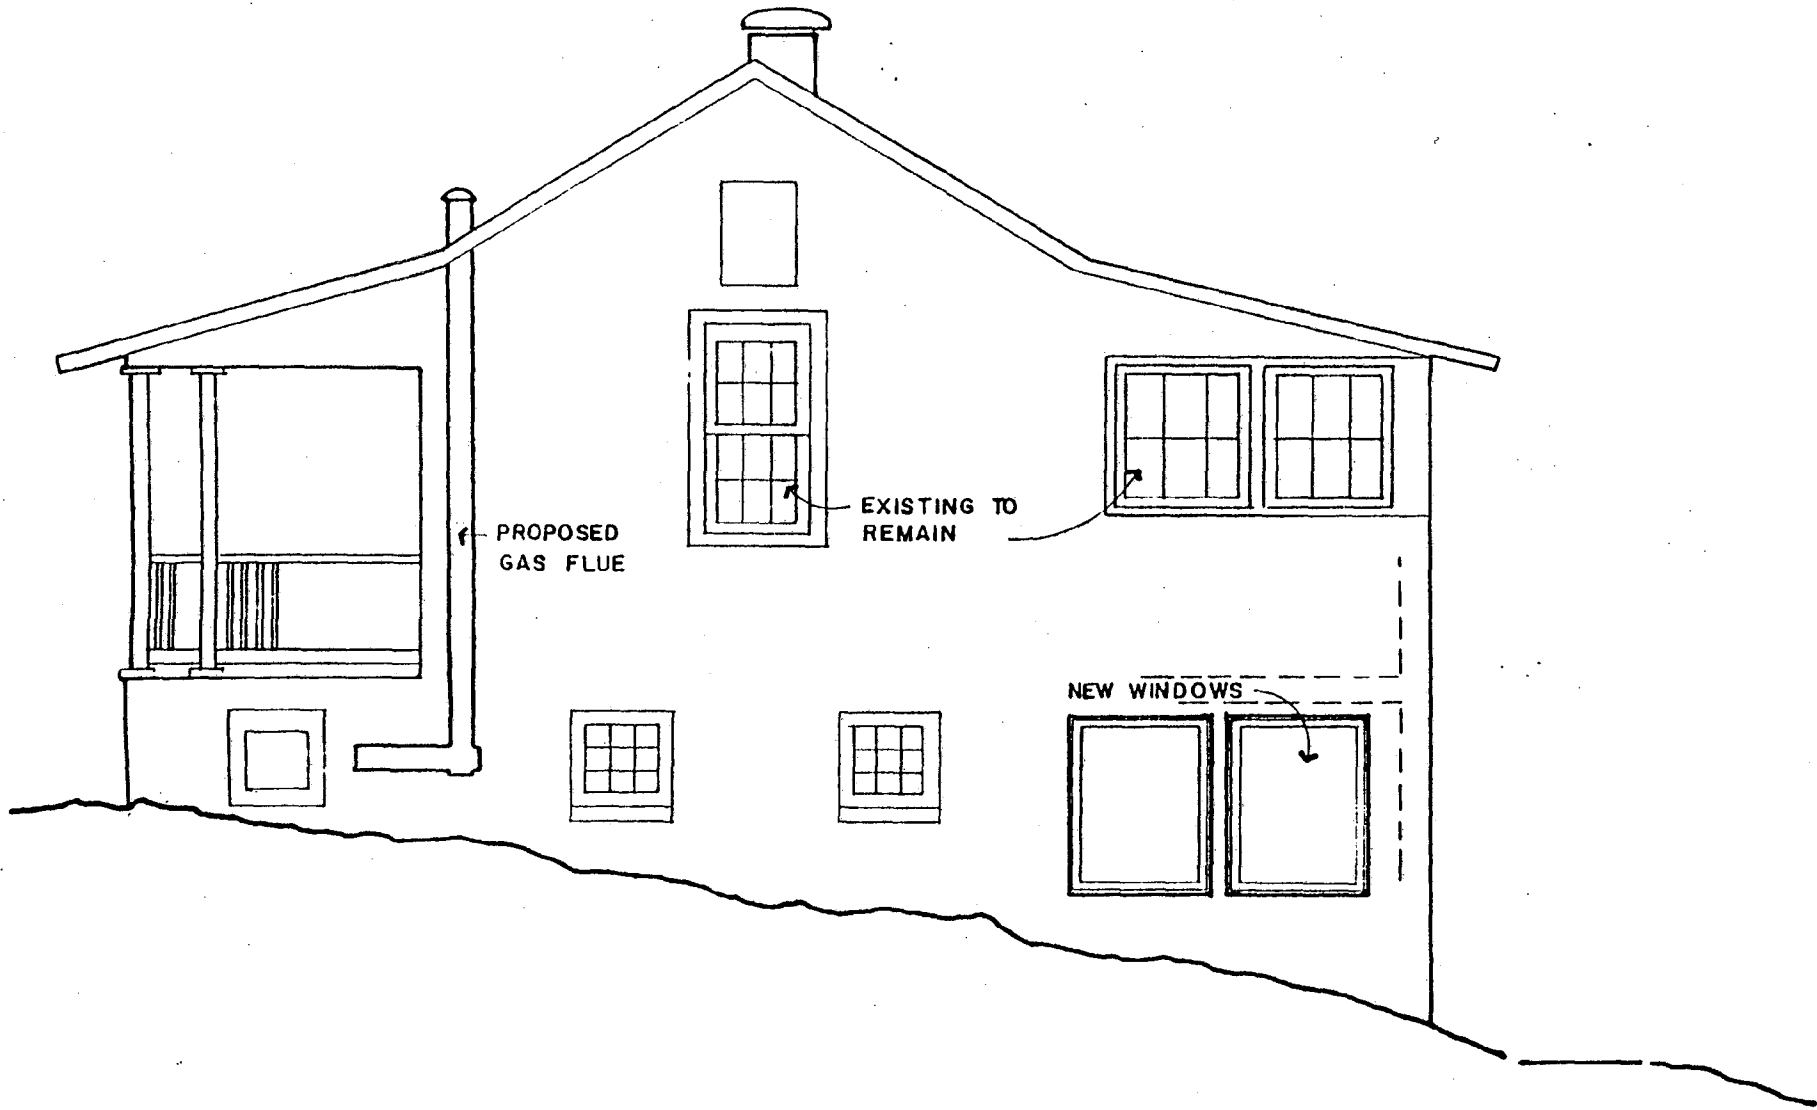 EXISTING TO
REMAIN
PROPOSED
GAS FLUE
NEW WINDOWS